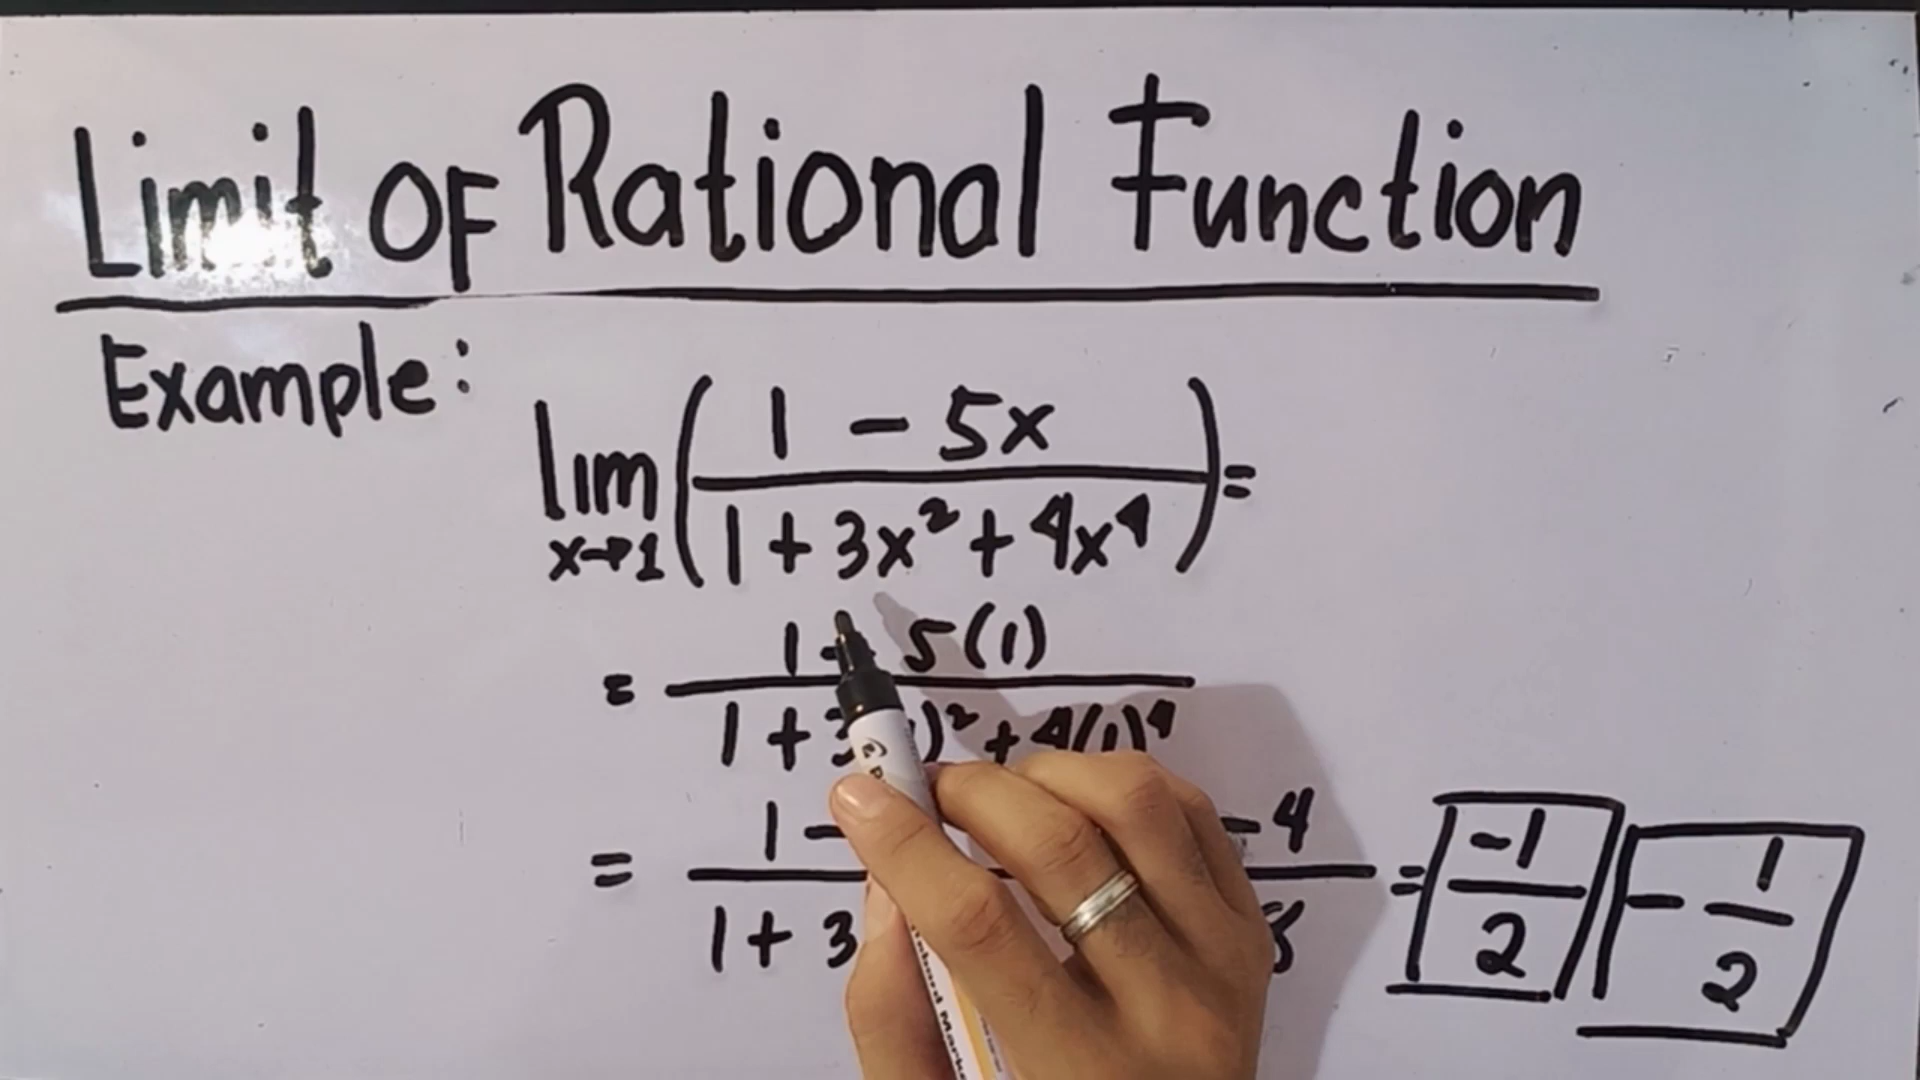 Limit OF Rational Function
Example:
lim x→1 ( 1 - 5x / 1 + 3x² + 4x⁴ ) =
= 1 - 5(1) / 1 + 3( )² + 4(1)⁴
= 1 - - 4 / 1 + 3 8 = -1 / 2 - 1 / 2